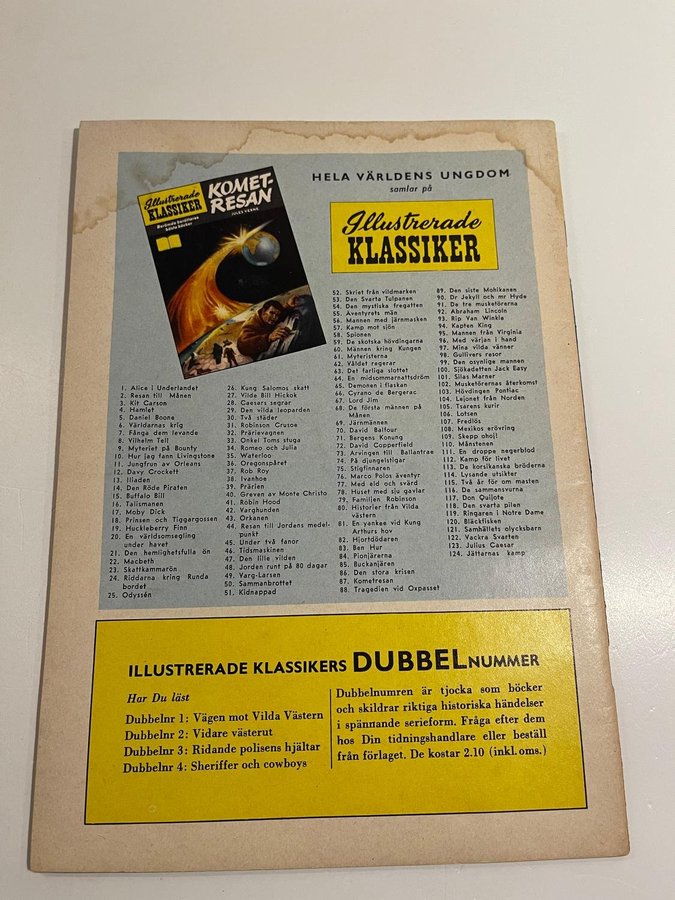 HELA VÄRLDENS UNGDOM
samlar på
Illustrerade
KLASSIKER
Illustrerade
KLASSIKER
Berömda berättares
bästa böcker
KOMET-
RESAN
JULES VERNE
1. Alice i Underlandet
2. Resan till Månen
3. Kit Carson
4. Hamlet
5. Daniel Boone
6. Världarnas krig
7. Fånga dem levande
8. Vilhelm Tell
9. Myteriet på Bounty
10. Hur jag fann Livingstone
11. Jungfrun av Orleans
12. Davy Crockett
13. Iliaden
14. Den Röde Piraten
15. Buffalo Bill
16. Talismanen
17. Moby Dick
18. Prinsen och Tiggargossen
19. Huckleberry Finn
20. En världsomsegling
under havet
21. Den hemlighetsfulla ön
22. Macbeth
23. Skattkammarön
24. Riddarna kring Runda
bordet
25. Odyssén
26. Kung Salomos skatt
27. Vilde Bill Hickok
28. Caesars segrar
29. Den vilda leoparden
30. Två städer
31. Robinson Crusoe
32. Prärievagnen
33. Onkel Toms stuga
34. Romeo och Julia
35. Waterloo
36. Oregonspåret
37. Rob Roy
38. Ivanhoe
39. Prärien
40. Greven av Monte Christo
41. Robin Hood
42. Varghunden
43. Orkanen
44. Resan till Jordens medel-
punkt
45. Under två fanor
46. Tidsmaskinen
47. Den lille vilden
48. Jorden runt på 80 dagar
49. Varg-Larsen
50. Sammanbrottet
51. Kidnappad
52. Skriet från vildmarken
53. Den Svarta Tulpanen
54. Den mystiska fregatten
55. Äventyrets män
56. Mannen med järnmasken
57. Kamp mot sjön
58. Spionen
59. De skotska hövdingarna
60. Männen kring Kungen
61. Myteristerna
62. Våldet regerar
63. Det farliga slottet
64. En midsommarnattsdröm
65. Demonen i flaskan
66. Cyrano de Bergerac
67. Lord Jim
68. De första männen på
Månen
69. Järnmännen
70. David Balfour
71. Bergens Konung
72. David Copperfield
73. Arvingen till Ballantrae
74. På djungelstigar
75. Stigfinnaren
76. Marco Polos äventyr
77. Med eld och svärd
78. Huset med sju gavlar
79. Familjen Robinson
80. Historier från Vilda
västern
81. En yankee vid Kung
Arthurs hov
82. Hjortdödaren
83. Ben Hur
84. Pionjärerna
85. Buckanjären
86. Den stora krisen
87. Kometresan
88. Tragedien vid Oxpasset
89. Den siste Mohikanen
90. Dr Jekyll och mr Hyde
91. De tre musketörerna
92. Abraham Lincoln
93. Rip Van Winkle
94. Kapten King
95. Mannen från Virginia
96. Med värjan i hand
97. Mina vilda vänner
98. Gullivers resor
99. Den osynlige mannen
100. Sjökadetten Jack Easy
101. Silas Marner
102. Musketörernas återkomst
103. Hövdingen Pontiac
104. Lejonet från Norden
105. Tsarens kurir
106. Lotsen
107. Fredlös
108. Mexikos erövring
109. Skepp ohoj!
110. Månstenen
111. En droppe negerblod
112. Kamp för livet
113. De korsikanska bröderna
114. Lysande utsikter
115. Två år för om masten
116. De sammansvurna
117. Don Quijote
118. Den svarta pilen
119. Ringaren i Notre Dame
120. Bläckfisken
121. Samhällets olycksbarn
122. Vackra Svarten
123. Julius Caesar
124. Jättarnas kamp
ILLUSTRERADE KLASSIKERS DUBBELNUMMER
Har Du läst
Dubbelnr 1: Vägen mot Vilda Västern
Dubbelnr 2: Vidare västerut
Dubbelnr 3: Ridande polisens hjältar
Dubbelnr 4: Sheriffer och cowboys
Dubbelnumren är tjocka som böcker
och skildrar riktiga historiska händelser
i spännande serieform. Fråga efter dem
hos Din tidningshandlare eller beställ
från förlaget. De kostar 2.10 (inkl. oms.)